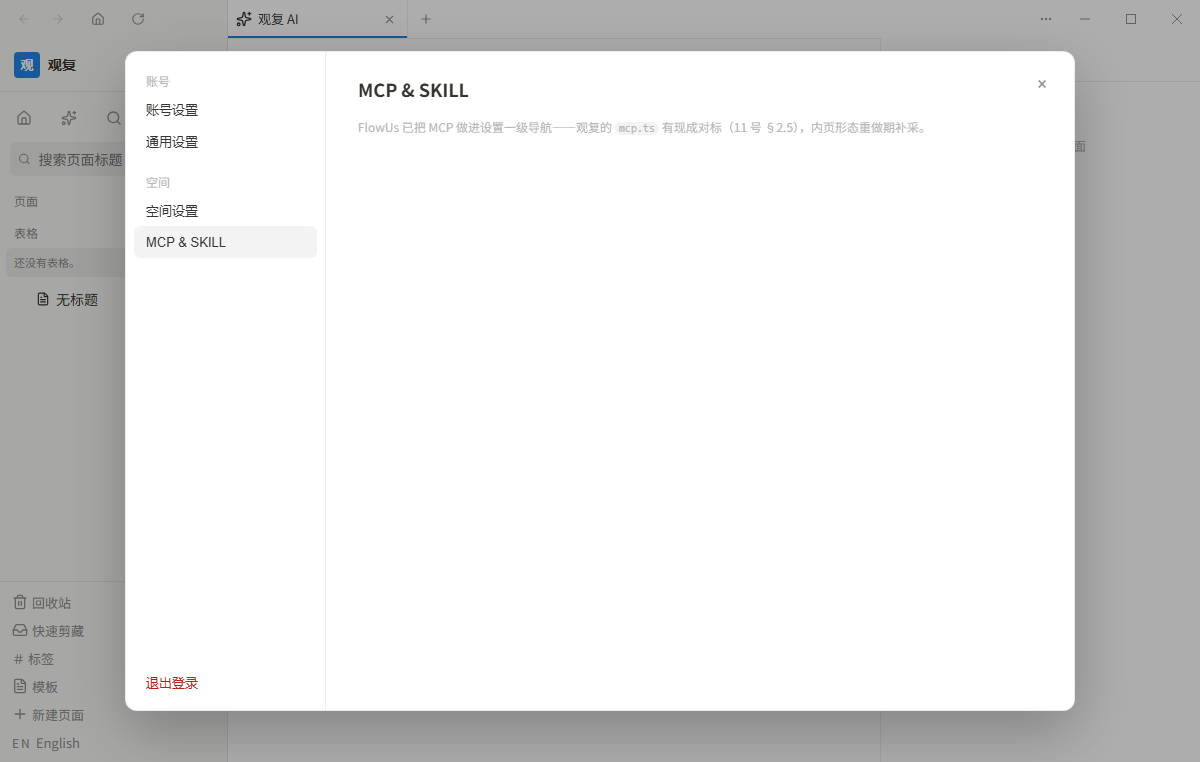 观复 AI
观 观复
搜索页面标题
页面
表格
还没有表格。
无标题
回收站
快速剪藏
# 标签
模板
新建页面
EN English
账号
账号设置
通用设置
空间
空间设置
MCP & SKILL
退出登录
MCP & SKILL
FlowUs 已把 MCP 做进设置一级导航——观复的 mcp.ts 有现成对标（11 号 §2.5），内页形态重做期补采。
面